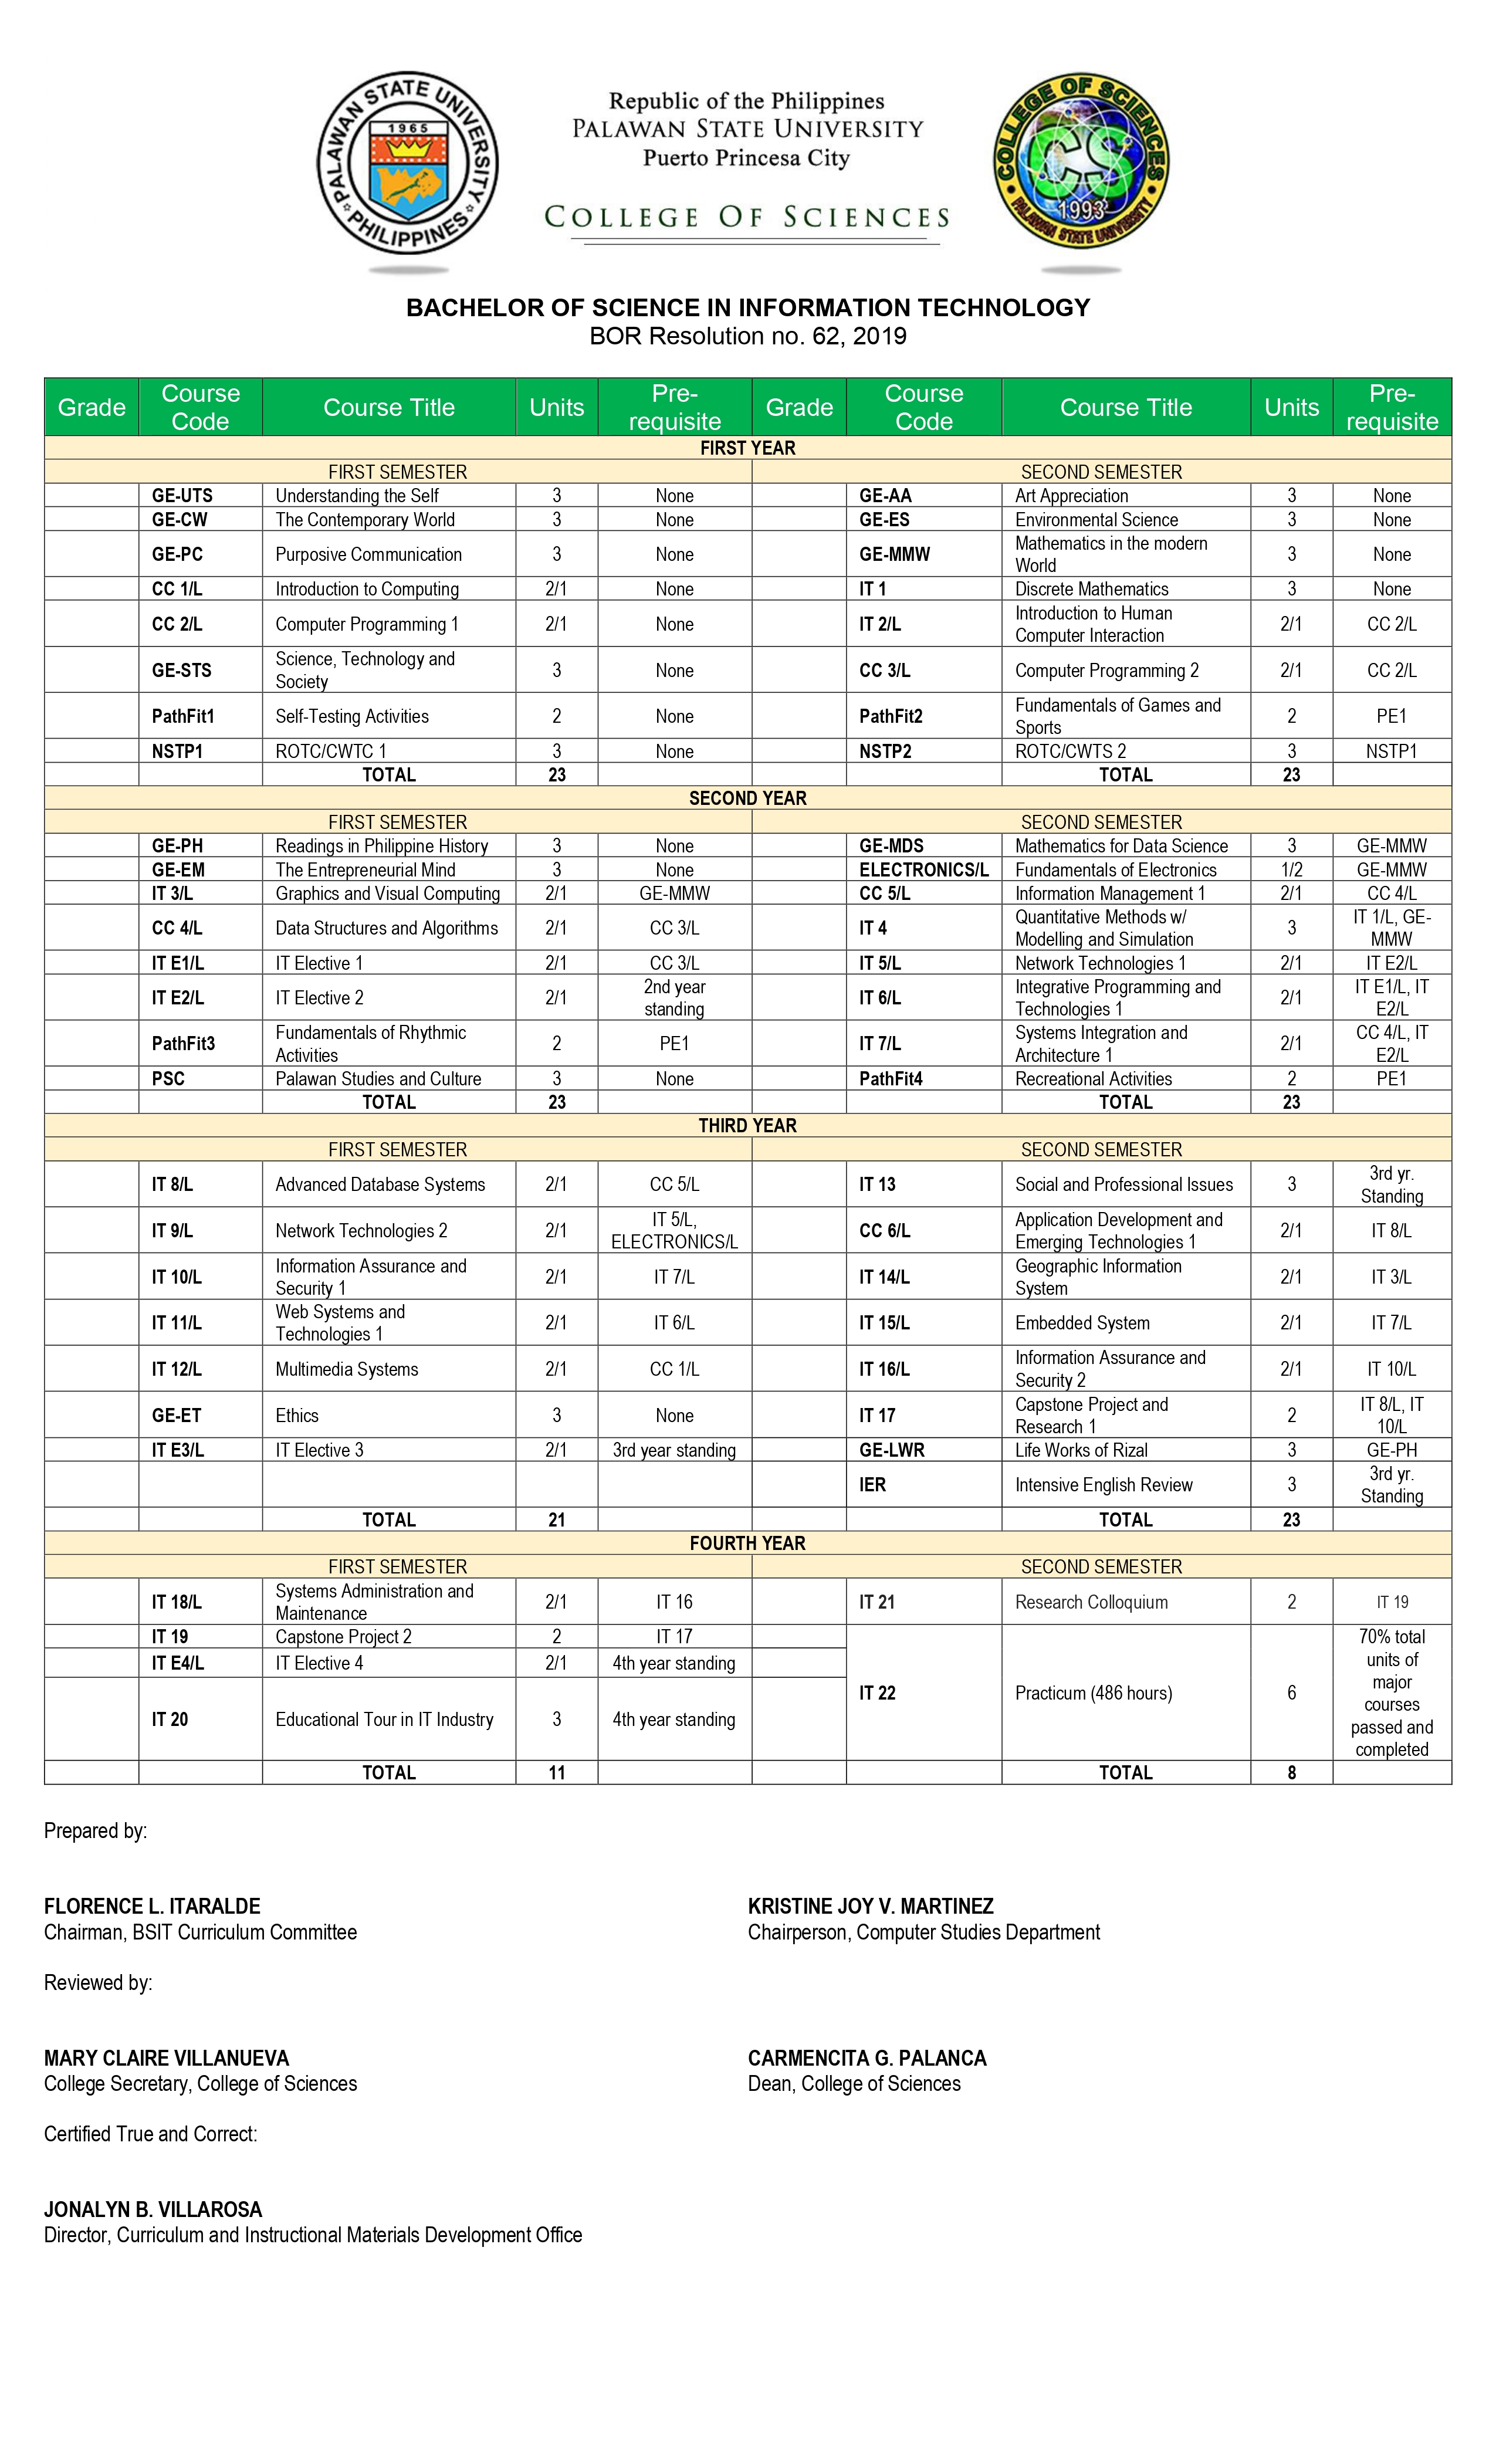 PALAWAN STATE UNIVERSITY
1965
PHILIPPINES
Republic of the Philippines
PALAWAN STATE UNIVERSITY
Puerto Princesa City
COLLEGE OF SCIENCES
COLLEGE OF SCIENCES
CS
1993
PALAWAN STATE UNIVERSITY
BACHELOR OF SCIENCE IN INFORMATION TECHNOLOGY
BOR Resolution no. 62, 2019
Grade Course Code Course Title Units Pre-requisite Grade Course Code Course Title Units Pre-requisite
FIRST YEAR
FIRST SEMESTER SECOND SEMESTER
GE-UTS Understanding the Self 3 None GE-AA Art Appreciation 3 None
GE-CW The Contemporary World 3 None GE-ES Environmental Science 3 None
GE-PC Purposive Communication 3 None GE-MMW Mathematics in the modern World 3 None
CC 1/L Introduction to Computing 2/1 None IT 1 Discrete Mathematics 3 None
CC 2/L Computer Programming 1 2/1 None IT 2/L Introduction to Human Computer Interaction 2/1 CC 2/L
GE-STS Science, Technology and Society 3 None CC 3/L Computer Programming 2 2/1 CC 2/L
PathFit1 Self-Testing Activities 2 None PathFit2 Fundamentals of Games and Sports 2 PE1
NSTP1 ROTC/CWTC 1 3 None NSTP2 ROTC/CWTS 2 3 NSTP1
TOTAL 23 TOTAL 23
SECOND YEAR
FIRST SEMESTER SECOND SEMESTER
GE-PH Readings in Philippine History 3 None GE-MDS Mathematics for Data Science 3 GE-MMW
GE-EM The Entrepreneurial Mind 3 None ELECTRONICS/L Fundamentals of Electronics 1/2 GE-MMW
IT 3/L Graphics and Visual Computing 2/1 GE-MMW CC 5/L Information Management 1 2/1 CC 4/L
CC 4/L Data Structures and Algorithms 2/1 CC 3/L IT 4 Quantitative Methods w/ Modelling and Simulation 3 IT 1/L, GE-MMW
IT E1/L IT Elective 1 2/1 CC 3/L IT 5/L Network Technologies 1 2/1 IT E2/L
IT E2/L IT Elective 2 2/1 2nd year standing IT 6/L Integrative Programming and Technologies 1 2/1 IT E1/L, IT E2/L
PathFit3 Fundamentals of Rhythmic Activities 2 PE1 IT 7/L Systems Integration and Architecture 1 2/1 CC 4/L, IT E2/L
PSC Palawan Studies and Culture 3 None PathFit4 Recreational Activities 2 PE1
TOTAL 23 TOTAL 23
THIRD YEAR
FIRST SEMESTER SECOND SEMESTER
IT 8/L Advanced Database Systems 2/1 CC 5/L IT 13 Social and Professional Issues 3 3rd yr. Standing
IT 9/L Network Technologies 2 2/1 IT 5/L, ELECTRONICS/L CC 6/L Application Development and Emerging Technologies 1 2/1 IT 8/L
IT 10/L Information Assurance and Security 1 2/1 IT 7/L IT 14/L Geographic Information System 2/1 IT 3/L
IT 11/L Web Systems and Technologies 1 2/1 IT 6/L IT 15/L Embedded System 2/1 IT 7/L
IT 12/L Multimedia Systems 2/1 CC 1/L IT 16/L Information Assurance and Security 2 2/1 IT 10/L
GE-ET Ethics 3 None IT 17 Capstone Project and Research 1 2 IT 8/L, IT 10/L
IT E3/L IT Elective 3 2/1 3rd year standing GE-LWR Life Works of Rizal 3 GE-PH
IER Intensive English Review 3 3rd yr. Standing
TOTAL 21 TOTAL 23
FOURTH YEAR
FIRST SEMESTER SECOND SEMESTER
IT 18/L Systems Administration and Maintenance 2/1 IT 16 IT 21 Research Colloquium 2 IT 19
IT 19 Capstone Project 2 2 IT 17 IT 22 Practicum (486 hours) 6 70% total units of major courses passed and completed
IT E4/L IT Elective 4 2/1 4th year standing
IT 20 Educational Tour in IT Industry 3 4th year standing
TOTAL 11 TOTAL 8
Prepared by:
FLORENCE L. ITARALDE KRISTINE JOY V. MARTINEZ
Chairman, BSIT Curriculum Committee Chairperson, Computer Studies Department
Reviewed by:
MARY CLAIRE VILLANUEVA CARMENCITA G. PALANCA
College Secretary, College of Sciences Dean, College of Sciences
Certified True and Correct:
JONALYN B. VILLAROSA
Director, Curriculum and Instructional Materials Development Office